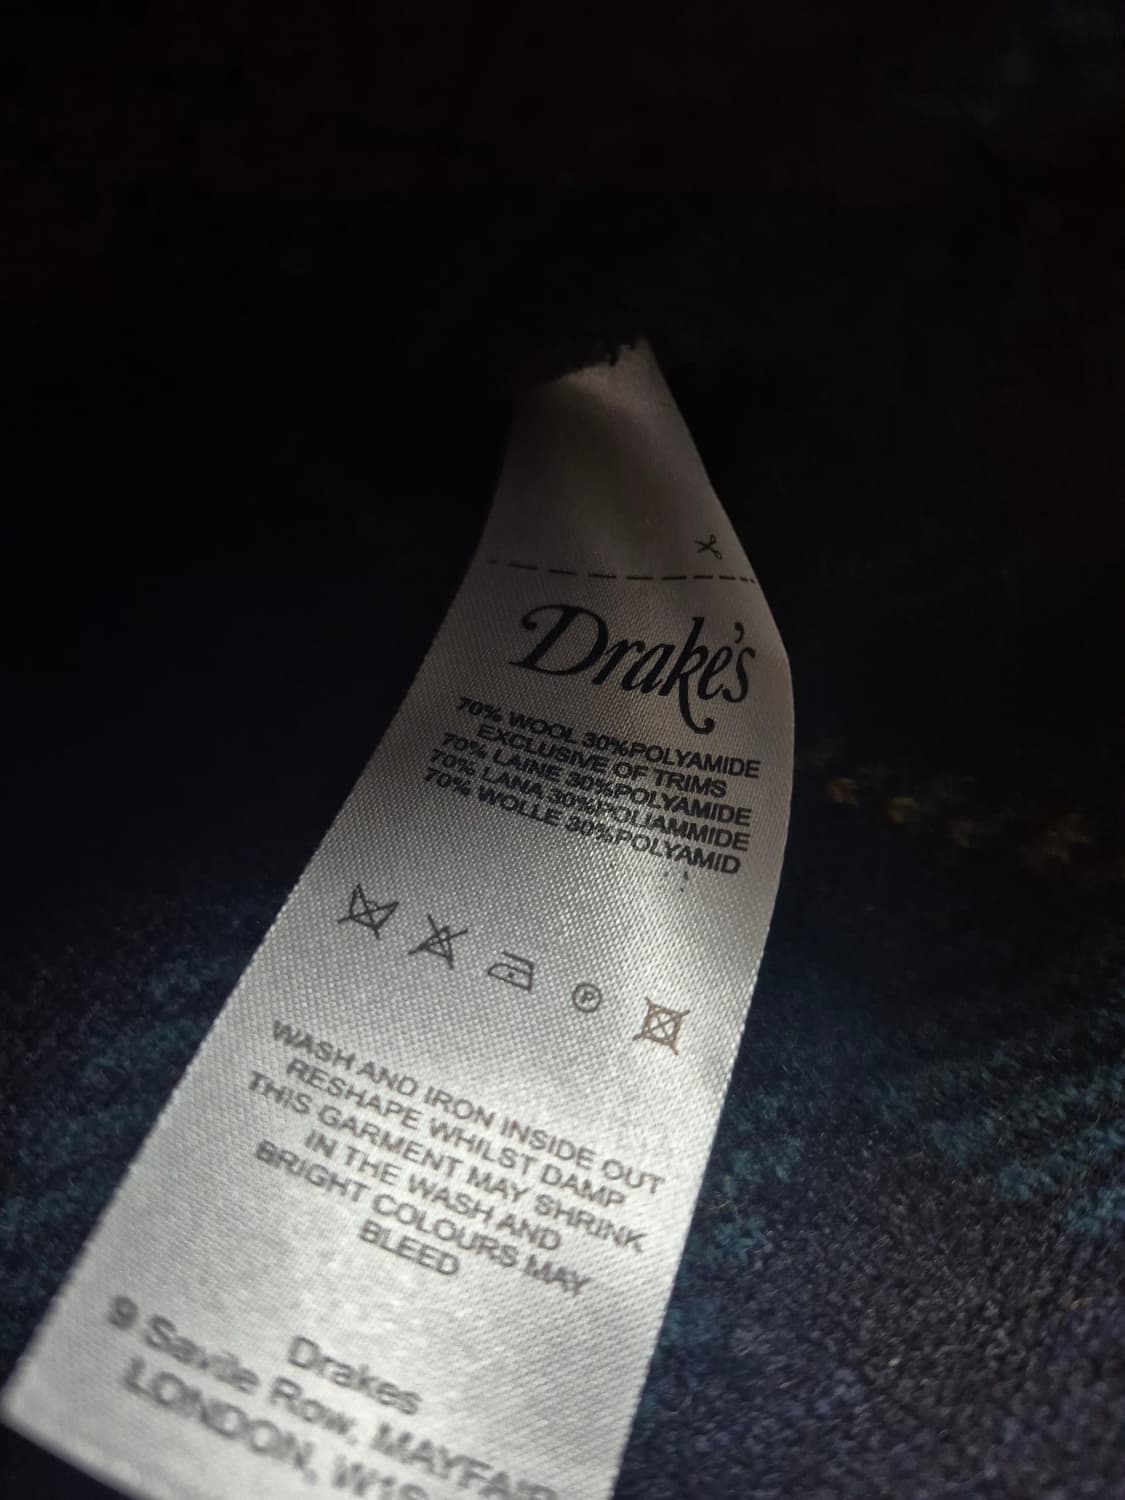 Drake's
70% WOOL 30%POLYAMIDE
EXCLUSIVE OF TRIMS
70% LAINE 30%POLYAMIDE
70% LANA 30%POLIAMMIDE
70% WOLLE 30%POLYAMID
P
WASH AND IRON INSIDE OUT
RESHAPE WHILST DAMP
THIS GARMENT MAY SHRINK
IN THE WASH AND
BRIGHT COLOURS MAY
BLEED
Drakes
9 Savile Row, MAYFAIR
LONDON, W1S